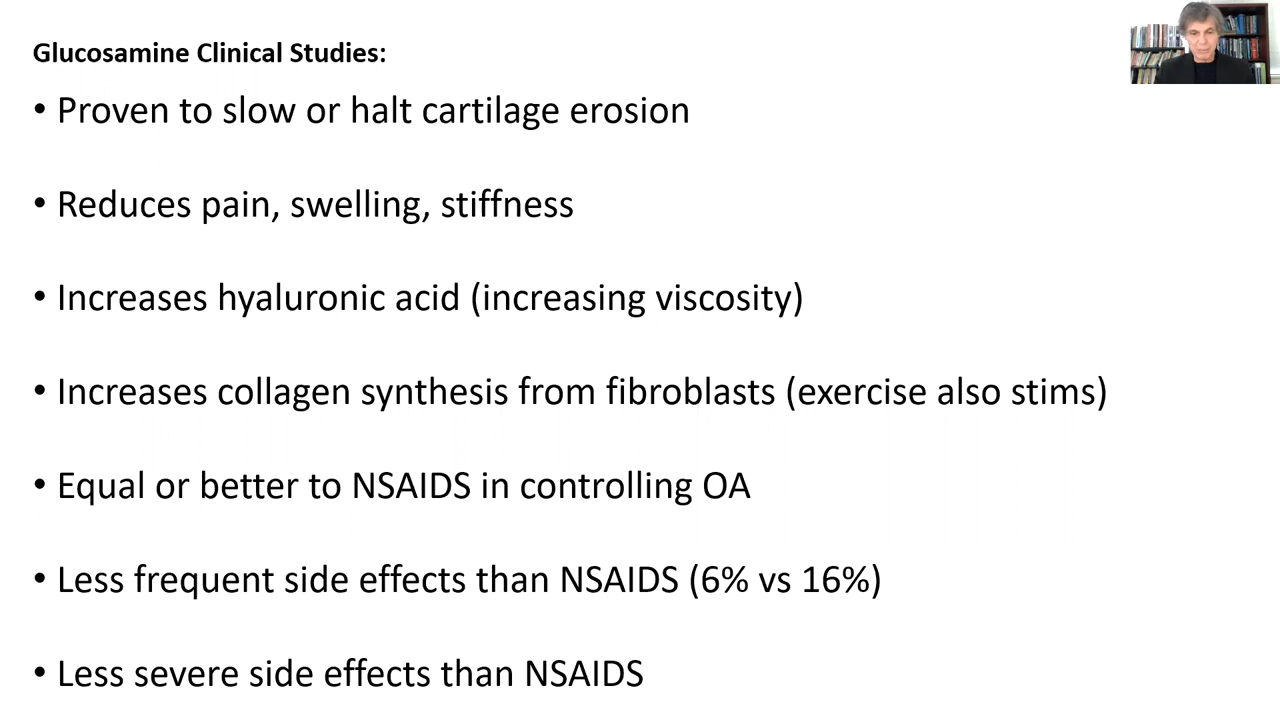 Glucosamine Clinical Studies:
• Proven to slow or halt cartilage erosion
• Reduces pain, swelling, stiffness
• Increases hyaluronic acid (increasing viscosity)
• Increases collagen synthesis from fibroblasts (exercise also stims)
• Equal or better to NSAIDS in controlling OA
• Less frequent side effects than NSAIDS (6% vs 16%)
• Less severe side effects than NSAIDS